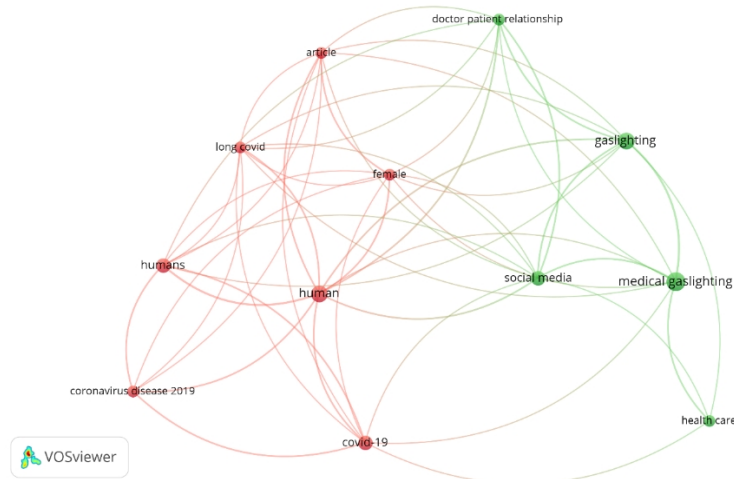 doctor patient relationship
article
gaslighting
long covid
female
humans
social media
medical gaslighting
human
coronavirus disease 2019
health care
covid-19
VOSviewer